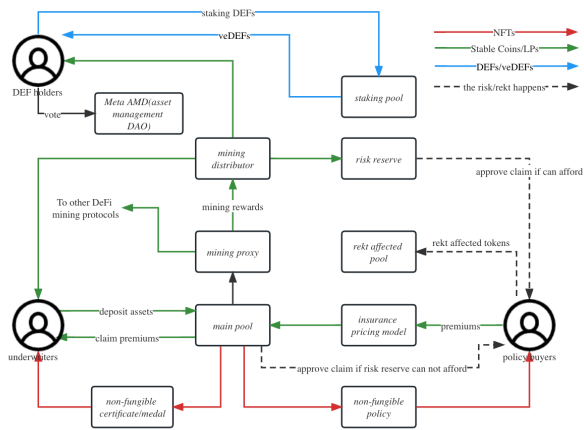 staking DEFs
NFTs
veDEFs
Stable Coins/LPs
DEFs/veDEFs
the risk/rekt happens
DEF holders
staking pool
vote
Meta AMD(asset
management
DAO)
mining
distributor
risk reserve
approve claim if can afford
To other DeFi
mining protocols
mining rewards
mining proxy
rekt affected
pool
rekt affected tokens
deposit assets
main pool
insurance
pricing model
premiums
claim premiums
underwriters
policy buyers
approve claim if risk reserve can not afford
non-fungible
certificate/medal
non-fungible
policy